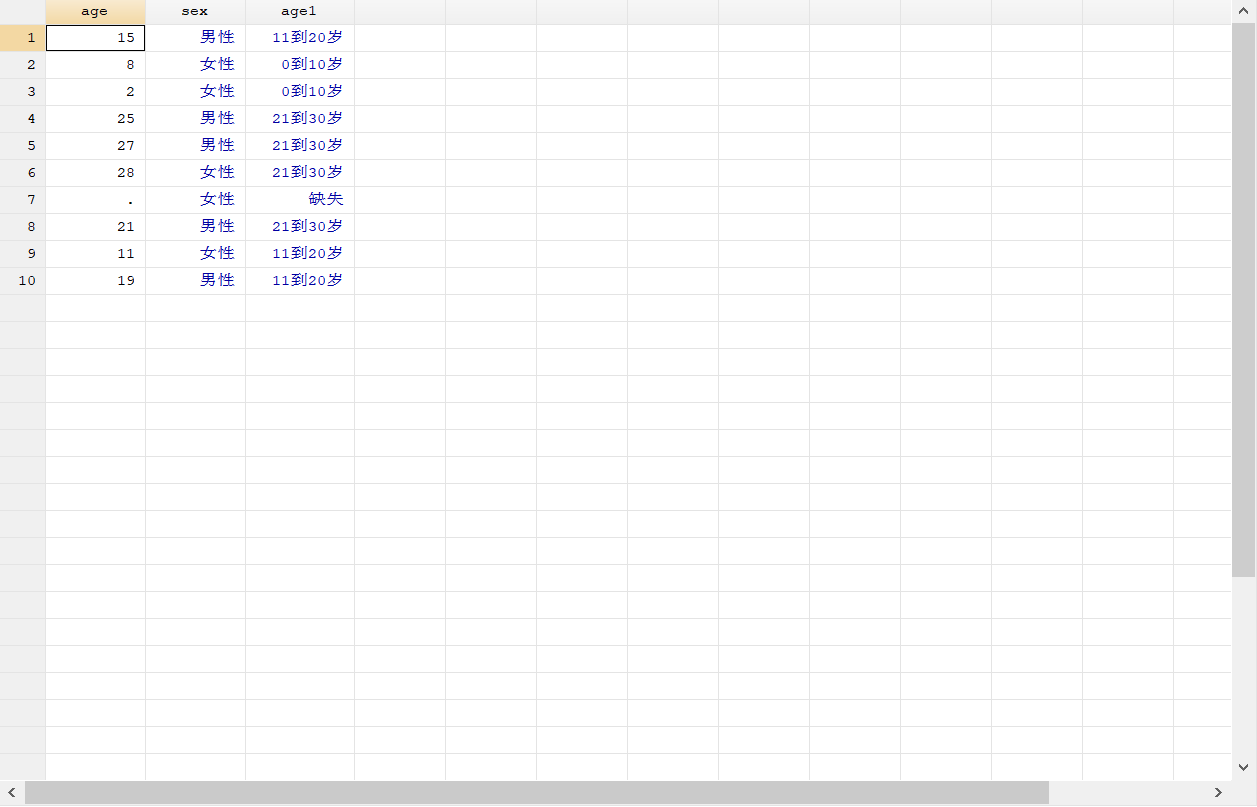 age sex age1
1 15 男性 11到20岁
2 8 女性 0到10岁
3 2 女性 0到10岁
4 25 男性 21到30岁
5 27 男性 21到30岁
6 28 女性 21到30岁
7 . 女性 缺失
8 21 男性 21到30岁
9 11 女性 11到20岁
10 19 男性 11到20岁